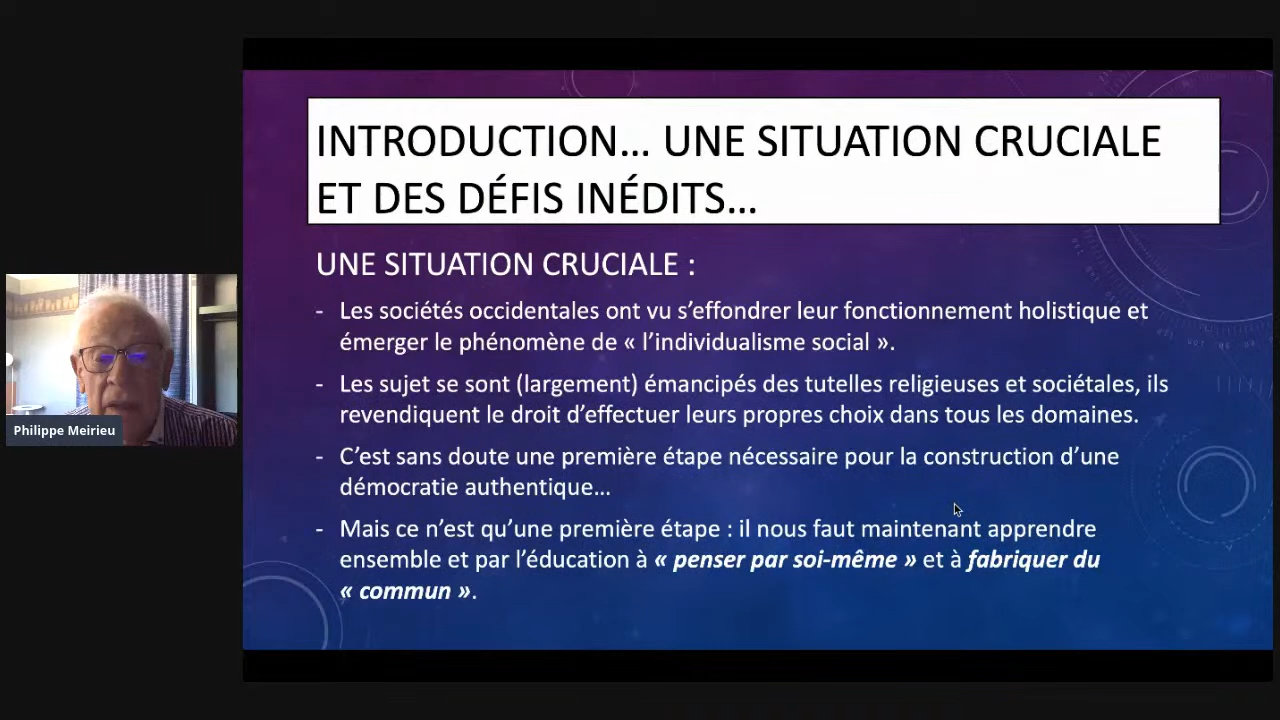 INTRODUCTION... UNE SITUATION CRUCIALE
ET DES DÉFIS INÉDITS...
UNE SITUATION CRUCIALE :
- Les sociétés occidentales ont vu s’effondrer leur fonctionnement holistique et
émerger le phénomène de « l’individualisme social ».
- Les sujet se sont (largement) émancipés des tutelles religieuses et sociétales, ils
revendiquent le droit d’effectuer leurs propres choix dans tous les domaines.
- C’est sans doute une première étape nécessaire pour la construction d’une
démocratie authentique...
- Mais ce n’est qu’une première étape : il nous faut maintenant apprendre
ensemble et par l’éducation à « penser par soi-même » et à fabriquer du
« commun ».
Philippe Meirieu